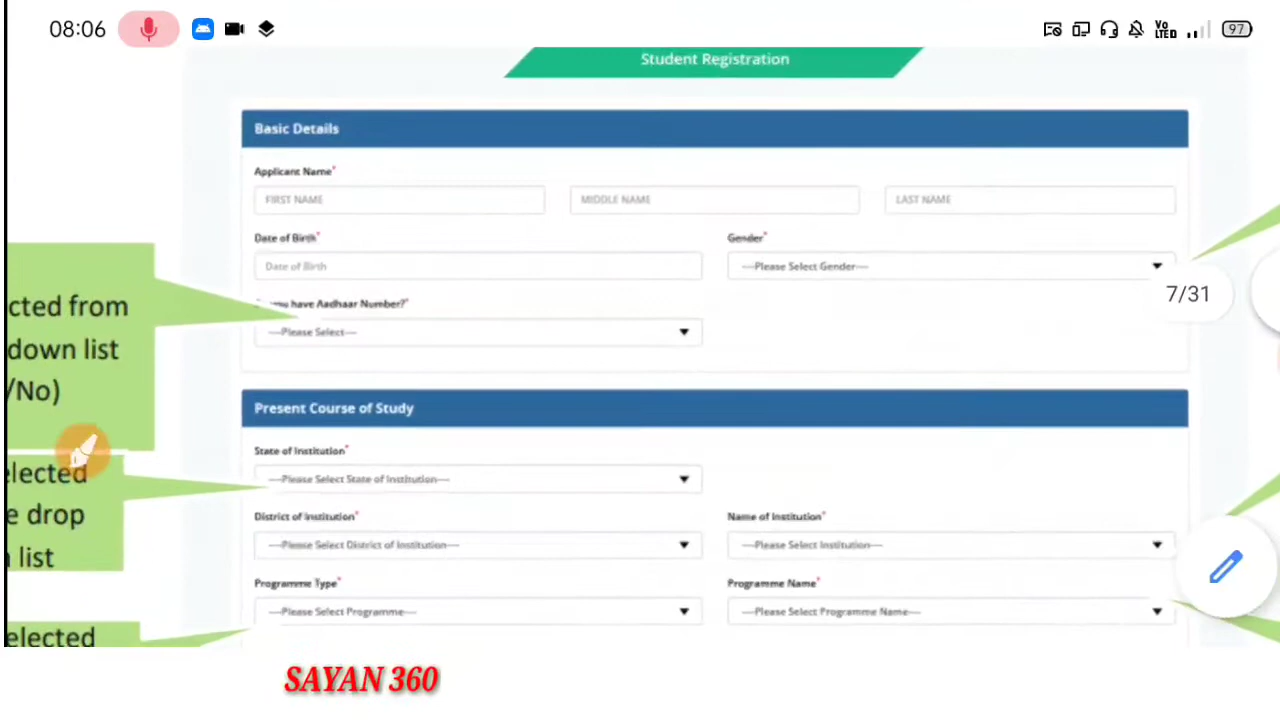 08:06
Vo LTED
97
Student Registration
Basic Details
Applicant Name*
FIRST NAME
MIDDLE NAME
LAST NAME
Date of Birth*
Gender*
Date of Birth
---Please Select Gender---
7/31
have Aadhaar Number?*
---Please Select---
cted from
down list
/No)
Present Course of Study
State of Institution*
---Please Select State of Institution---
elected
e drop
list
District of Institution*
Name of Institution*
---Please Select District of Institution---
---Please Select Institution---
Programme Type*
Programme Name*
---Please Select Programme---
---Please Select Programme Name---
elected
SAYAN 360